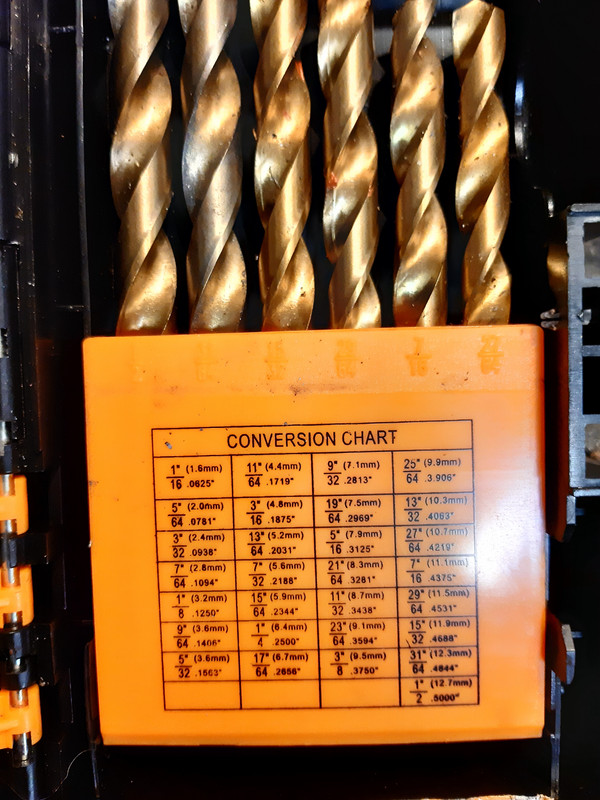 CONVERSION CHART
1" (1.6mm) 11" (4.4mm) 9" (7.1mm) 25" (9.9mm)
16 .0625" 64 .1719" 32 .2813" 64 .3.906"
5" (2.0mm) 3" (4.8mm) 19" (7.5mm) 13" (10.3mm)
64 .0781" 16 .1875" 64 .2969" 32 .4063"
3" (2.4mm) 13" (5.2mm) 5" (7.9mm) 27" (10.7mm)
32 .0938" 64 .2031" 16 .3125" 64 .4219"
7" (2.8mm) 7" (5.6mm) 21" (8.3mm) 7" (11.1mm)
64 .1094" 32 .2188" 64 .3281" 16 .4375"
1" (3.2mm) 15" (5.9mm) 11" (8.7mm) 29" (11.5mm)
8 .1250" 64 .2344" 32 .3438" 64 .4531"
9" (3.6mm) 1" (6.4mm) 23" (9.1mm) 15" (11.9mm)
64 .1406" 4 .2500" 64 .3594" 32 .4688"
5" (3.6mm) 17" (6.7mm) 3" (9.5mm) 31" (12.3mm)
32 .1563" 64 .2656" 8 .3750" 64 .4844"
1" (12.7mm)
2 .5000"